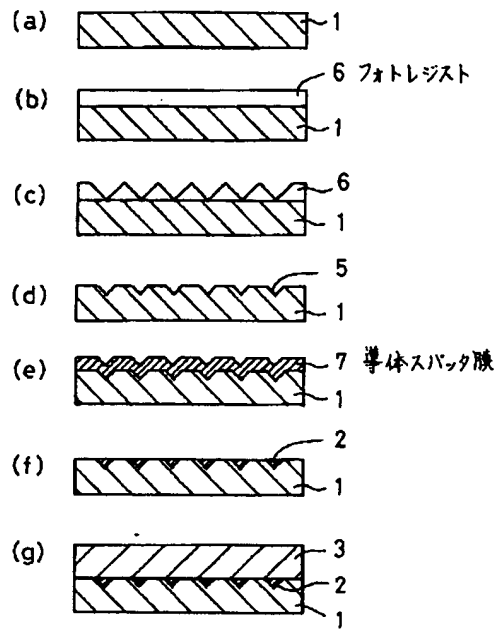 (a) 1
(b) 6 フォトレジスト
1
(c) 6
1
(d) 5
1
(e) 7 導体スパッタ膜
1
(f) 2
1
(g) 3
2
1